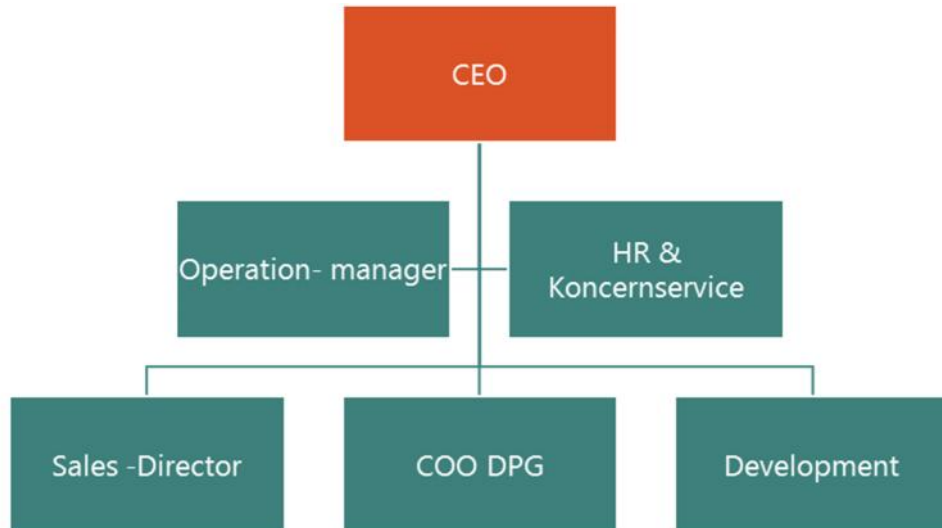 CEO
Operation- manager
HR &
Koncernservice
Sales -Director
COO DPG
Development